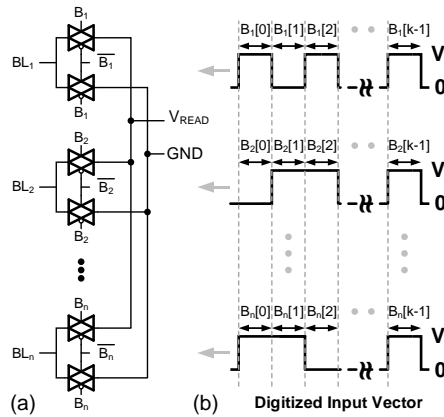 B1
BL1
B1
B1
B2
BL2
B2
B2
Bn
BLn
Bn
Bn
VREAD
GND
(a)
B1[0] B1[1] B1[2] B1[k-1]
V
0
B2[0] B2[1] B2[2] B2[k-1]
V
0
Bn[0] Bn[1] Bn[2] Bn[k-1]
V
0
(b) Digitized Input Vector